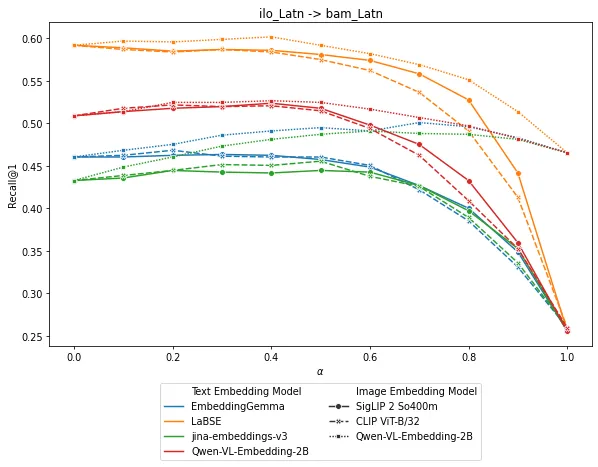 ilo_Latn -> bam_Latn
Recall@1
0.60
0.55
0.50
0.45
0.40
0.35
0.30
0.25
0.0 0.2 0.4 0.6 0.8 1.0
α
Text Embedding Model Image Embedding Model
EmbeddingGemma SigLIP 2 So400m
LaBSE CLIP ViT-B/32
jina-embeddings-v3 Qwen-VL-Embedding-2B
Qwen-VL-Embedding-2B